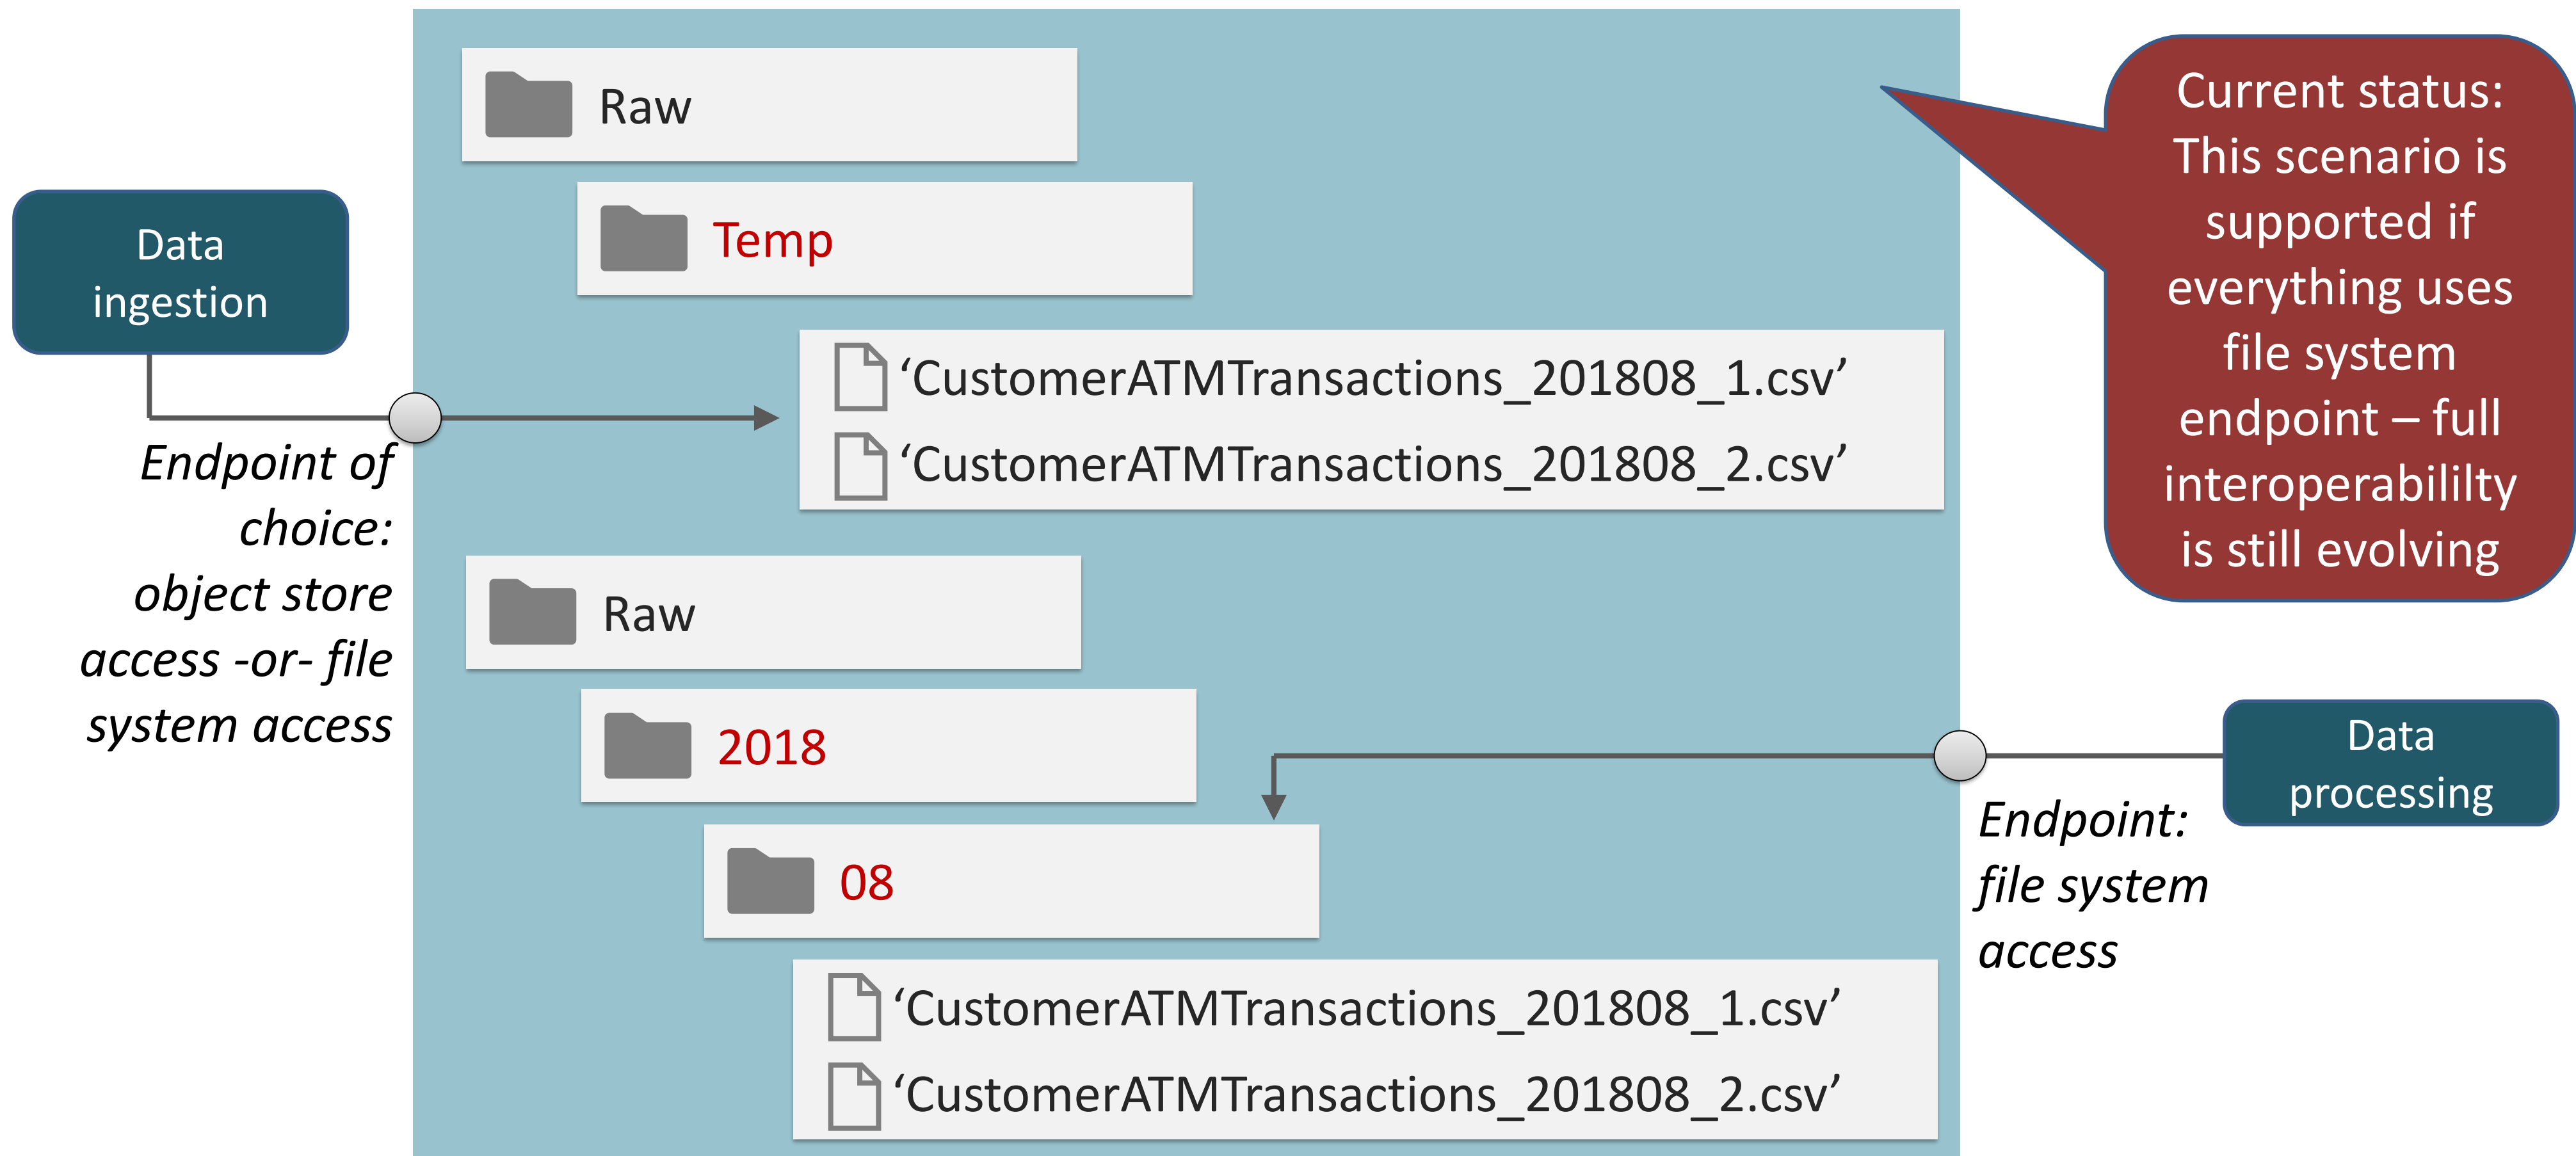 Raw
Temp
Data
ingestion
‘CustomerATMTransactions_201808_1.csv’
‘CustomerATMTransactions_201808_2.csv’
Endpoint of
choice:
object store
access -or- file
system access
Raw
2018
08
‘CustomerATMTransactions_201808_1.csv’
‘CustomerATMTransactions_201808_2.csv’
Current status:
This scenario is
supported if
everything uses
file system
endpoint – full
interoperabililty
is still evolving
Data
processing
Endpoint:
file system
access